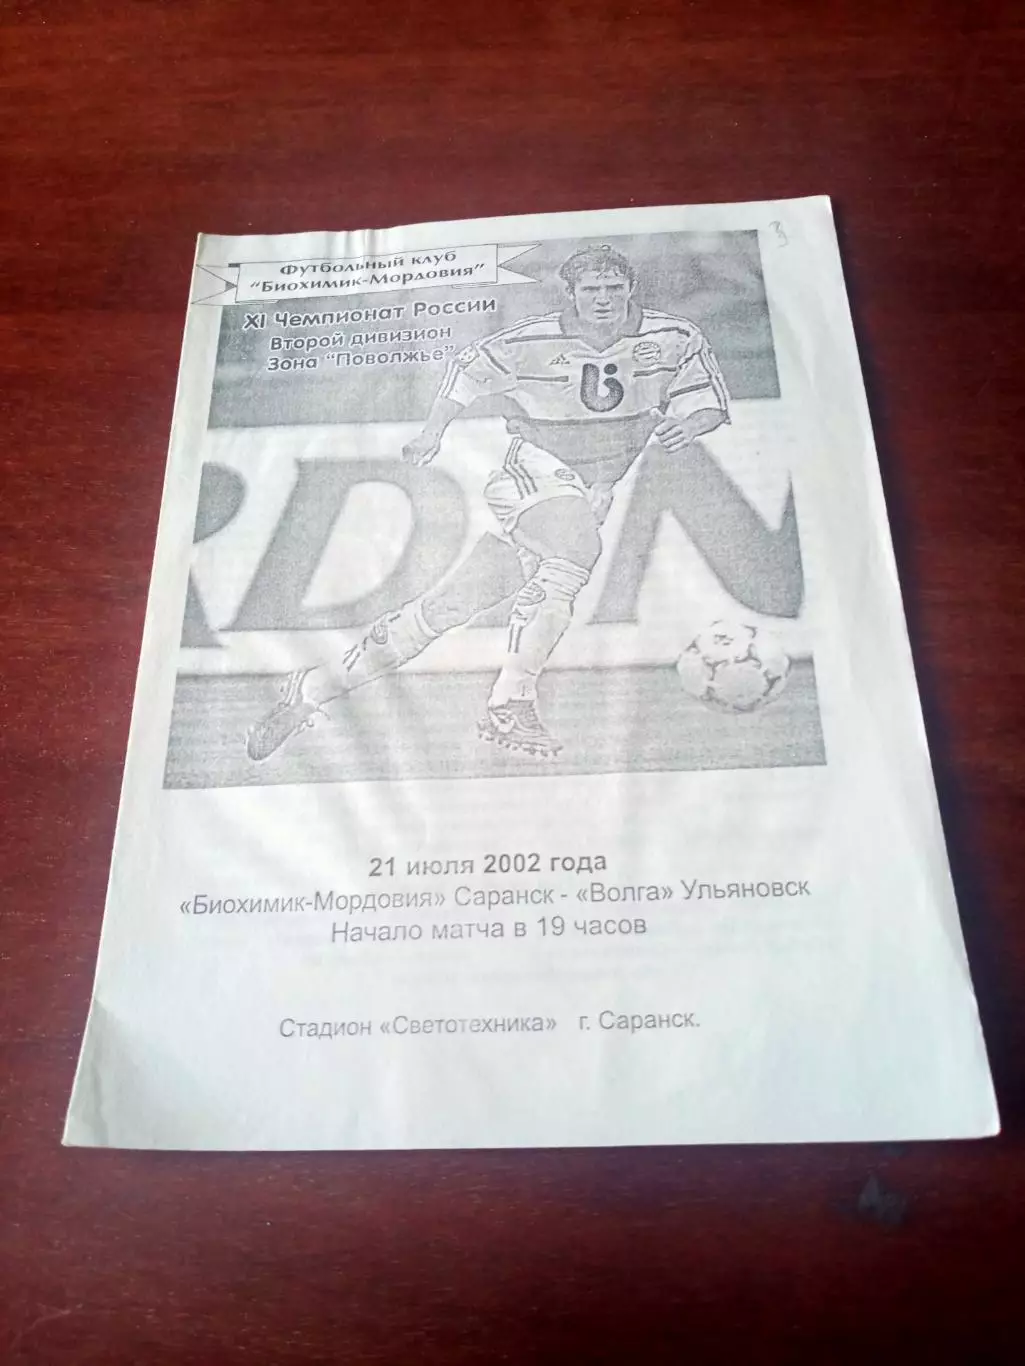 Футбольный клуб
"Биохимик-Мордовия"
XI Чемпионат России
Второй дивизион
Зона "Поволжье"
RDN
21 июля 2002 года
«Биохимик-Мордовия» Саранск - «Волга» Ульяновск
Начало матча в 19 часов
Стадион «Светотехника» г. Саранск.